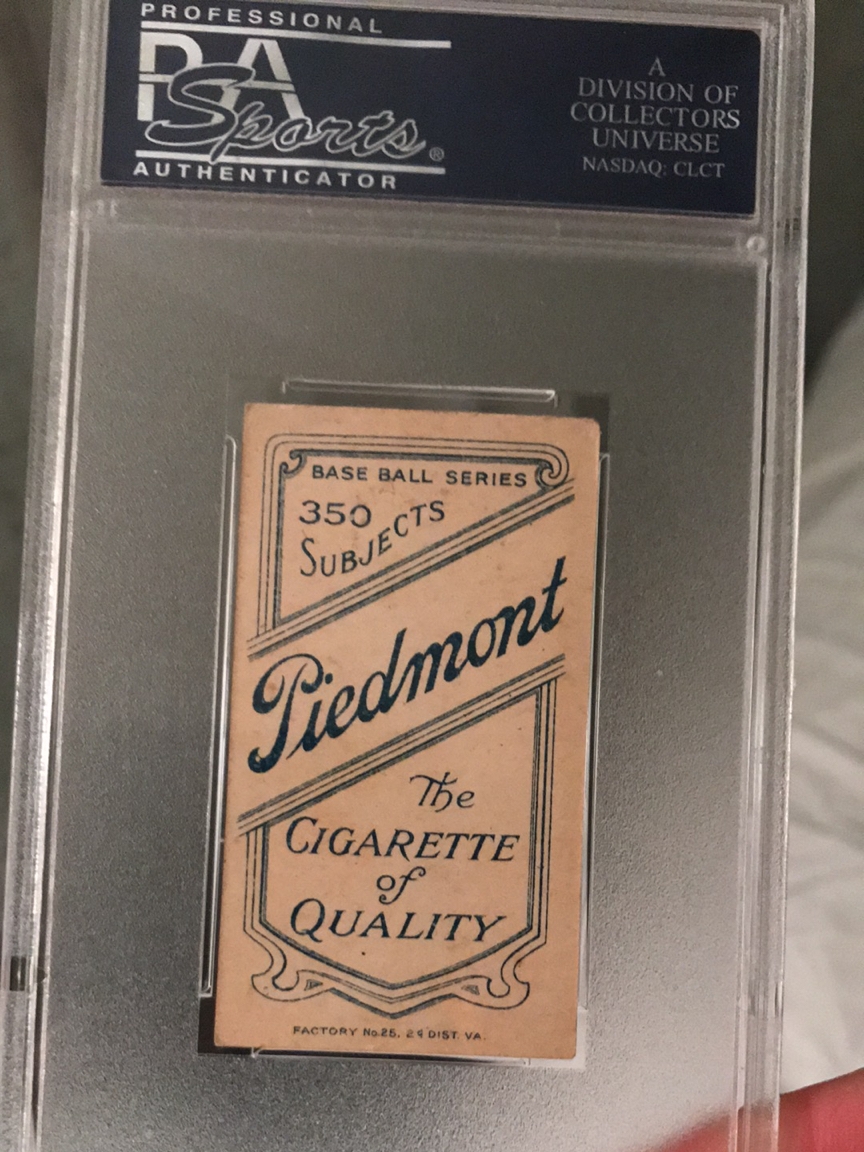 PROFESSIONAL
PSA
Sports®
AUTHENTICATOR
A
DIVISION OF
COLLECTORS
UNIVERSE
NASDAQ: CLCT
BASE BALL SERIES
350
SUBJECTS
Piedmont
The
CIGARETTE
of
QUALITY
FACTORY No.25, 2d DIST. VA.